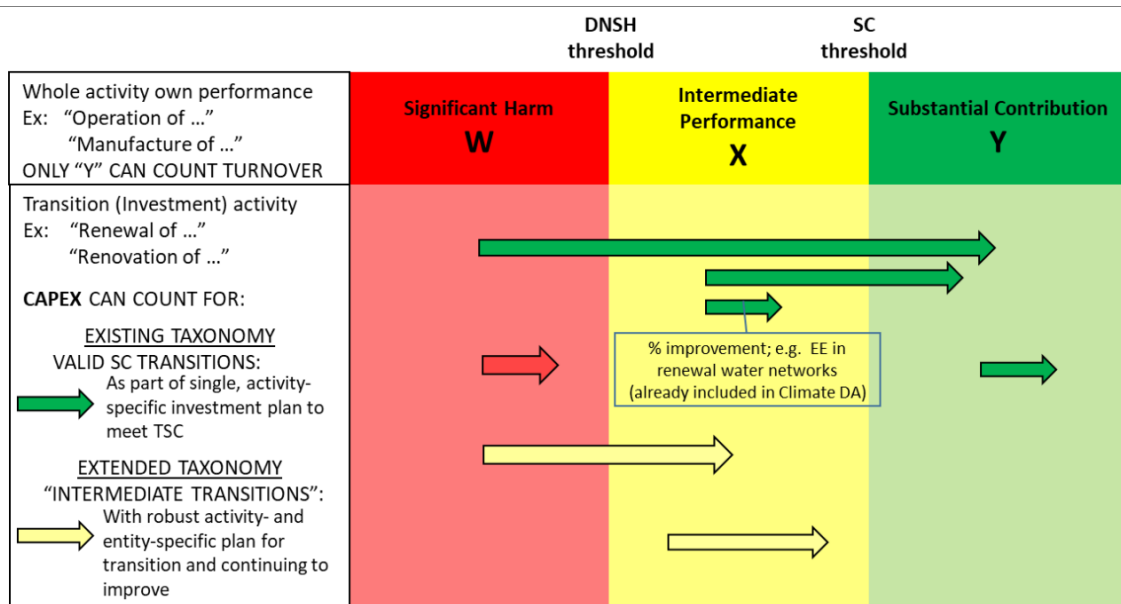 DNSH
threshold
SC
threshold
Whole activity own performance
Ex: “Operation of ...”
“Manufacture of ...”
ONLY “Y” CAN COUNT TURNOVER
Significant Harm
W
Intermediate
Performance
X
Substantial Contribution
Y
Transition (Investment) activity
Ex: “Renewal of ...”
“Renovation of ...”
CAPEX CAN COUNT FOR:
EXISTING TAXONOMY
VALID SC TRANSITIONS:
As part of single, activity-
specific investment plan to
meet TSC
EXTENDED TAXONOMY
“INTERMEDIATE TRANSITIONS”:
With robust activity- and
entity-specific plan for
transition and continuing to
improve
% improvement; e.g. EE in
renewal water networks
(already included in Climate DA)